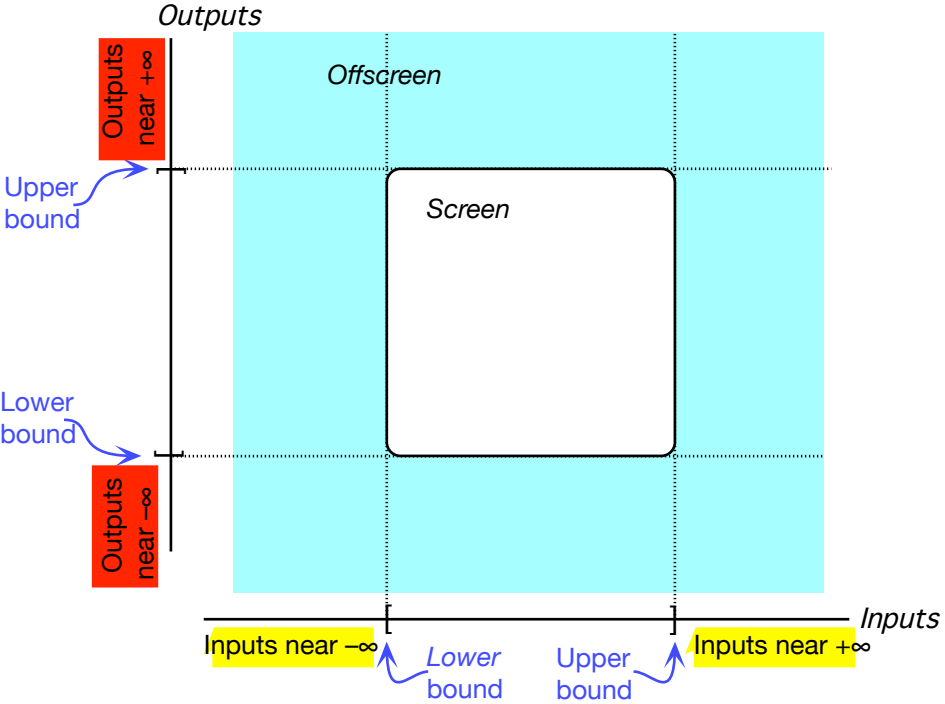 Outputs
Outputs
near +∞
Offscreen
Upper
bound
Screen
Lower
bound
Outputs
near –∞
Inputs
Inputs near –∞
Inputs near +∞
Lower
bound
Upper
bound